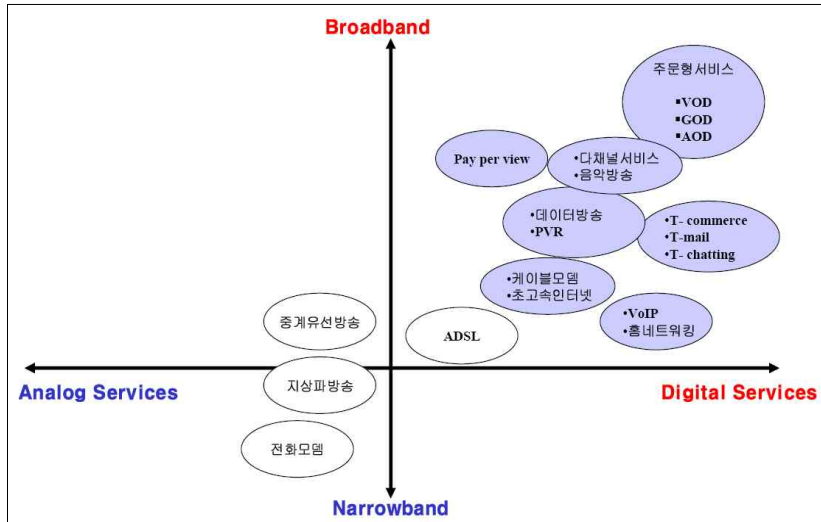 Broadband
주문형서비스
▪VOD
▪GOD
▪AOD
Pay per view
•다채널서비스
•음악방송
•데이터방송
•PVR
•T- commerce
•T-mail
•T- chatting
•케이블모뎀
•초고속인터넷
중계유선방송
ADSL
•VoIP
•홈네트워킹
Analog Services
지상파방송
Digital Services
전화모뎀
Narrowband